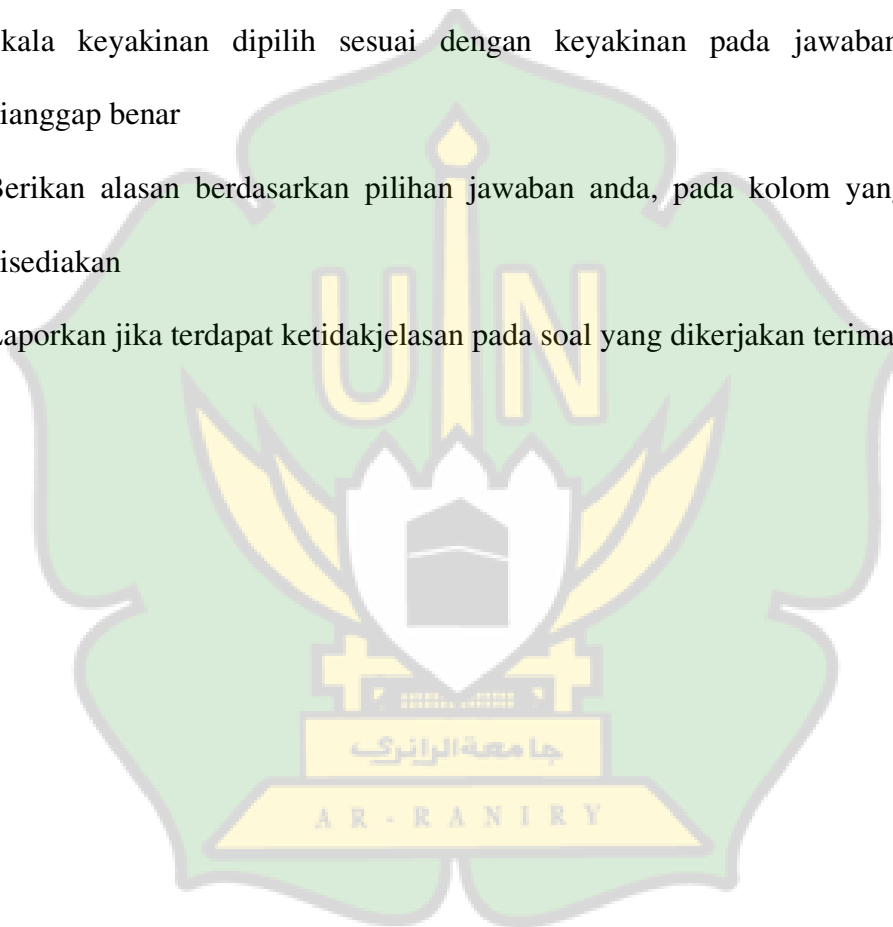 kala keyakinan dipilih sesuai dengan keyakinan pada jawaban
ianggap benar
Berikan alasan berdasarkan pilihan jawaban anda, pada kolom yang
isediakan
Laporkan jika terdapat ketidakjelasan pada soal yang dikerjakan terima
UIN
جامعة الرانري
AR-RANIRY